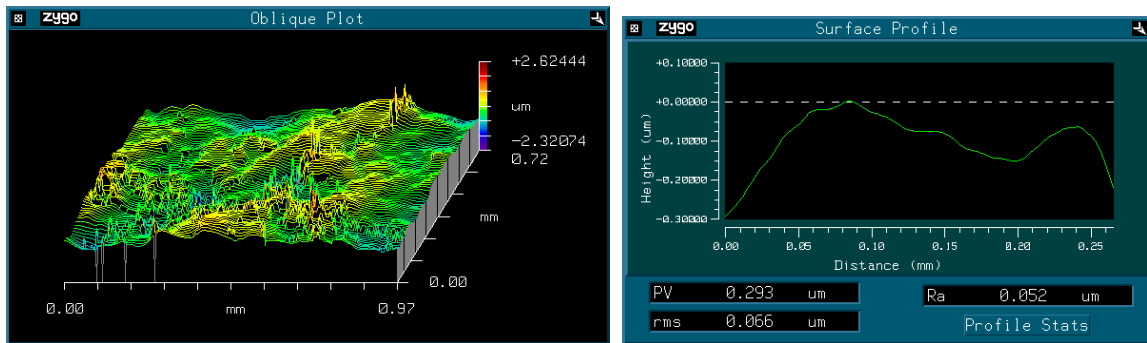 zygo
Oblique Plot
+2.62444
um
-2.32074
0.72
mm
0.00
0.00
mm
0.97
zygo
Surface Profile
+0.10000
+0.00000
-0.10000
-0.20000
-0.30000
Height (um)
0.00
0.05
0.10
0.15
0.20
0.25
Distance (mm)
PV 0.293 um
rms 0.066 um
Ra 0.052 um
Profile Stats